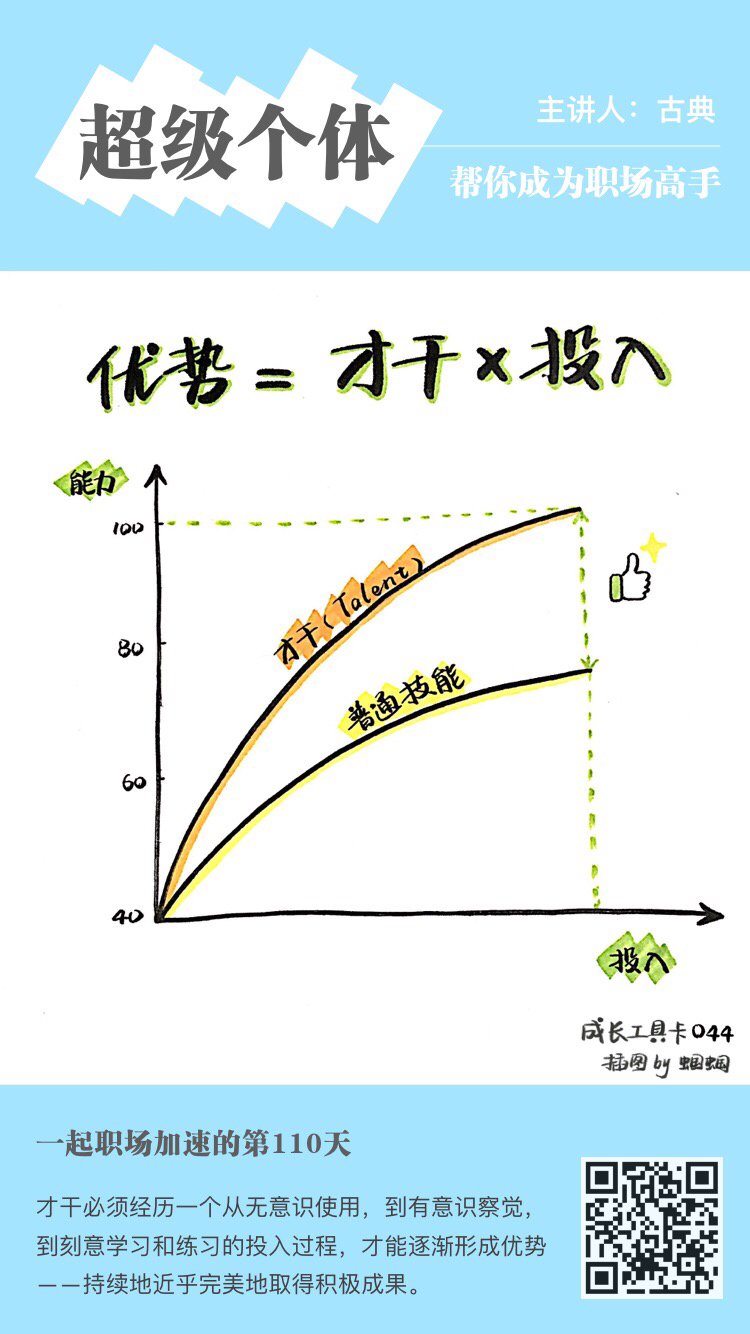 超级个体
主讲人：古典
帮你成为职场高手
优势=才干×投入
能力
100
80
60
40
才干(Talent)
普通技能
投入
成长工具卡044
插图by蝈蝈
一起职场加速的第110天
才干必须经历一个从无意识使用，到有意识察觉，
到刻意学习和练习的投入过程，才能逐渐形成优势
——持续地近乎完美地取得积极成果。